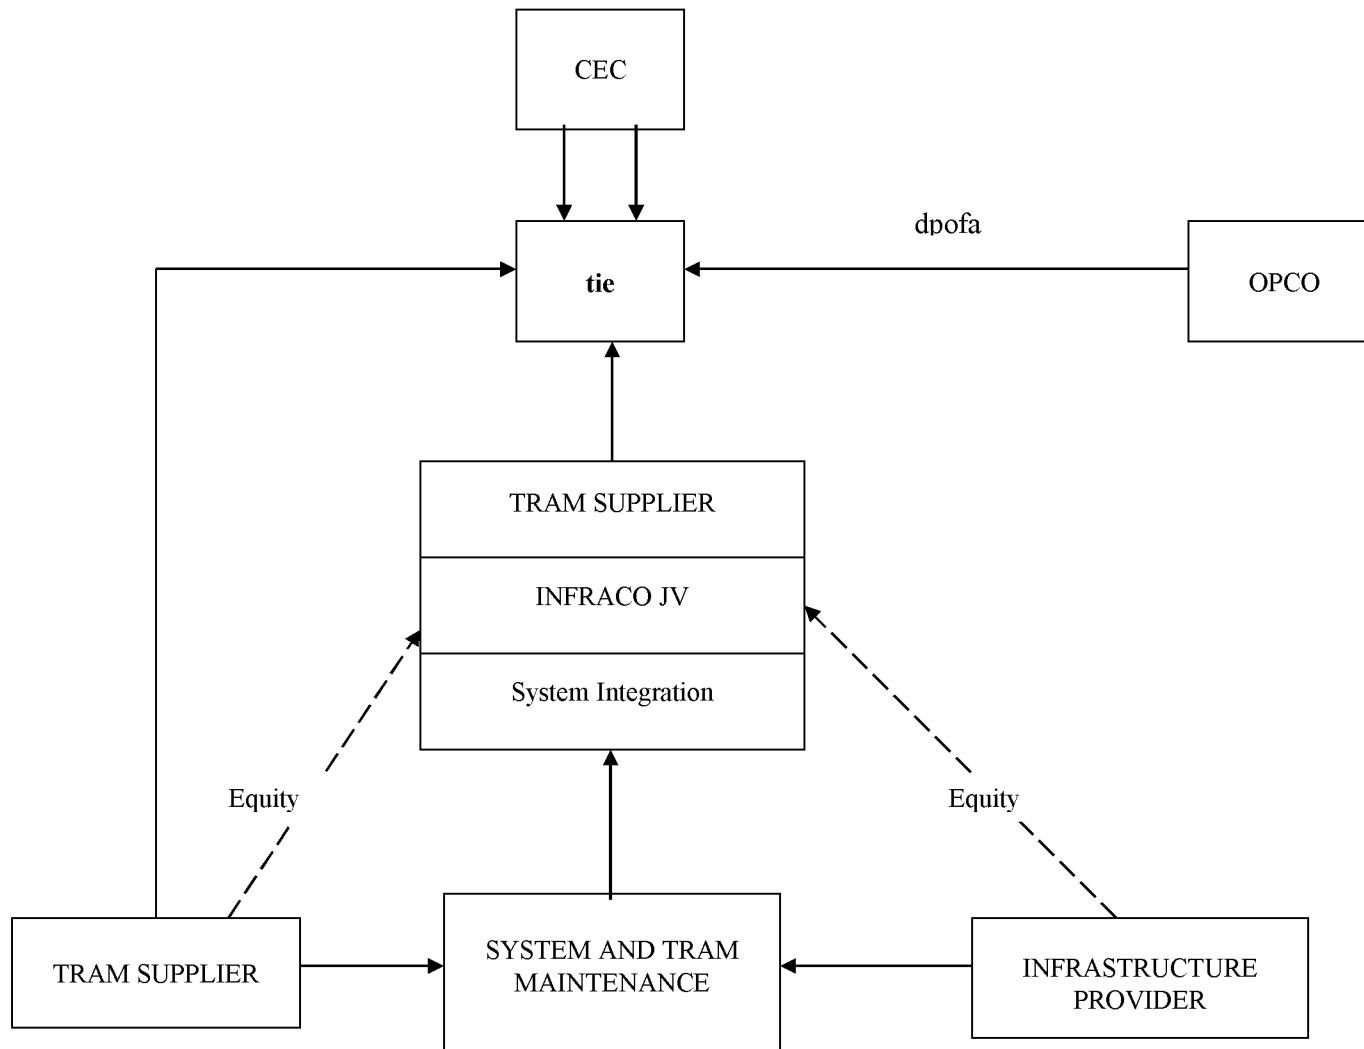 CEC
dpofa
tie
OPCO
TRAM SUPPLIER
INFRACO JV
System Integration
Equity
Equity
TRAM SUPPLIER
SYSTEM AND TRAM
MAINTENANCE
INFRASTRUCTURE
PROVIDER